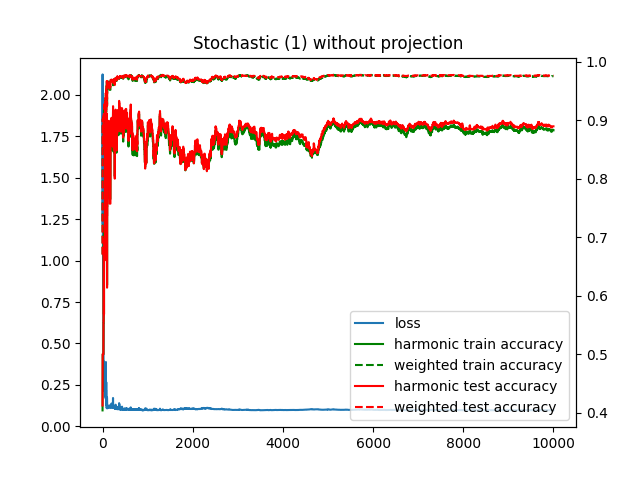 Stochastic (1) without projection
2.00
1.75
1.50
1.25
1.00
0.75
0.50
0.25
0.00
1.0
0.9
0.8
0.7
0.6
0.5
0.4
loss
harmonic train accuracy
weighted train accuracy
harmonic test accuracy
weighted test accuracy
0 2000 4000 6000 8000 10000